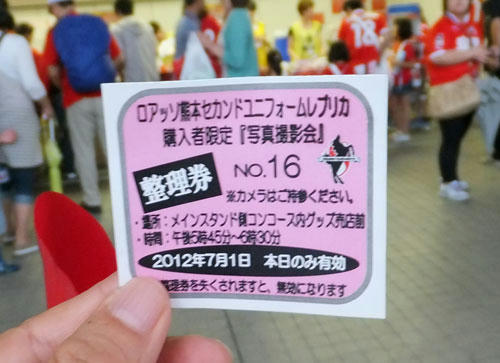 ロアッソ熊本セカンドユニフォームレプリカ
購入者限定『写真撮影会』
整理券
NO.16
※カメラはご持参ください。
・場所：メインスタンド側コンコース内グッズ売店前
・時間：午後5時45分~6時30分
2012年7月1日 本日のみ有効
整理券を失くされますと、無効になります